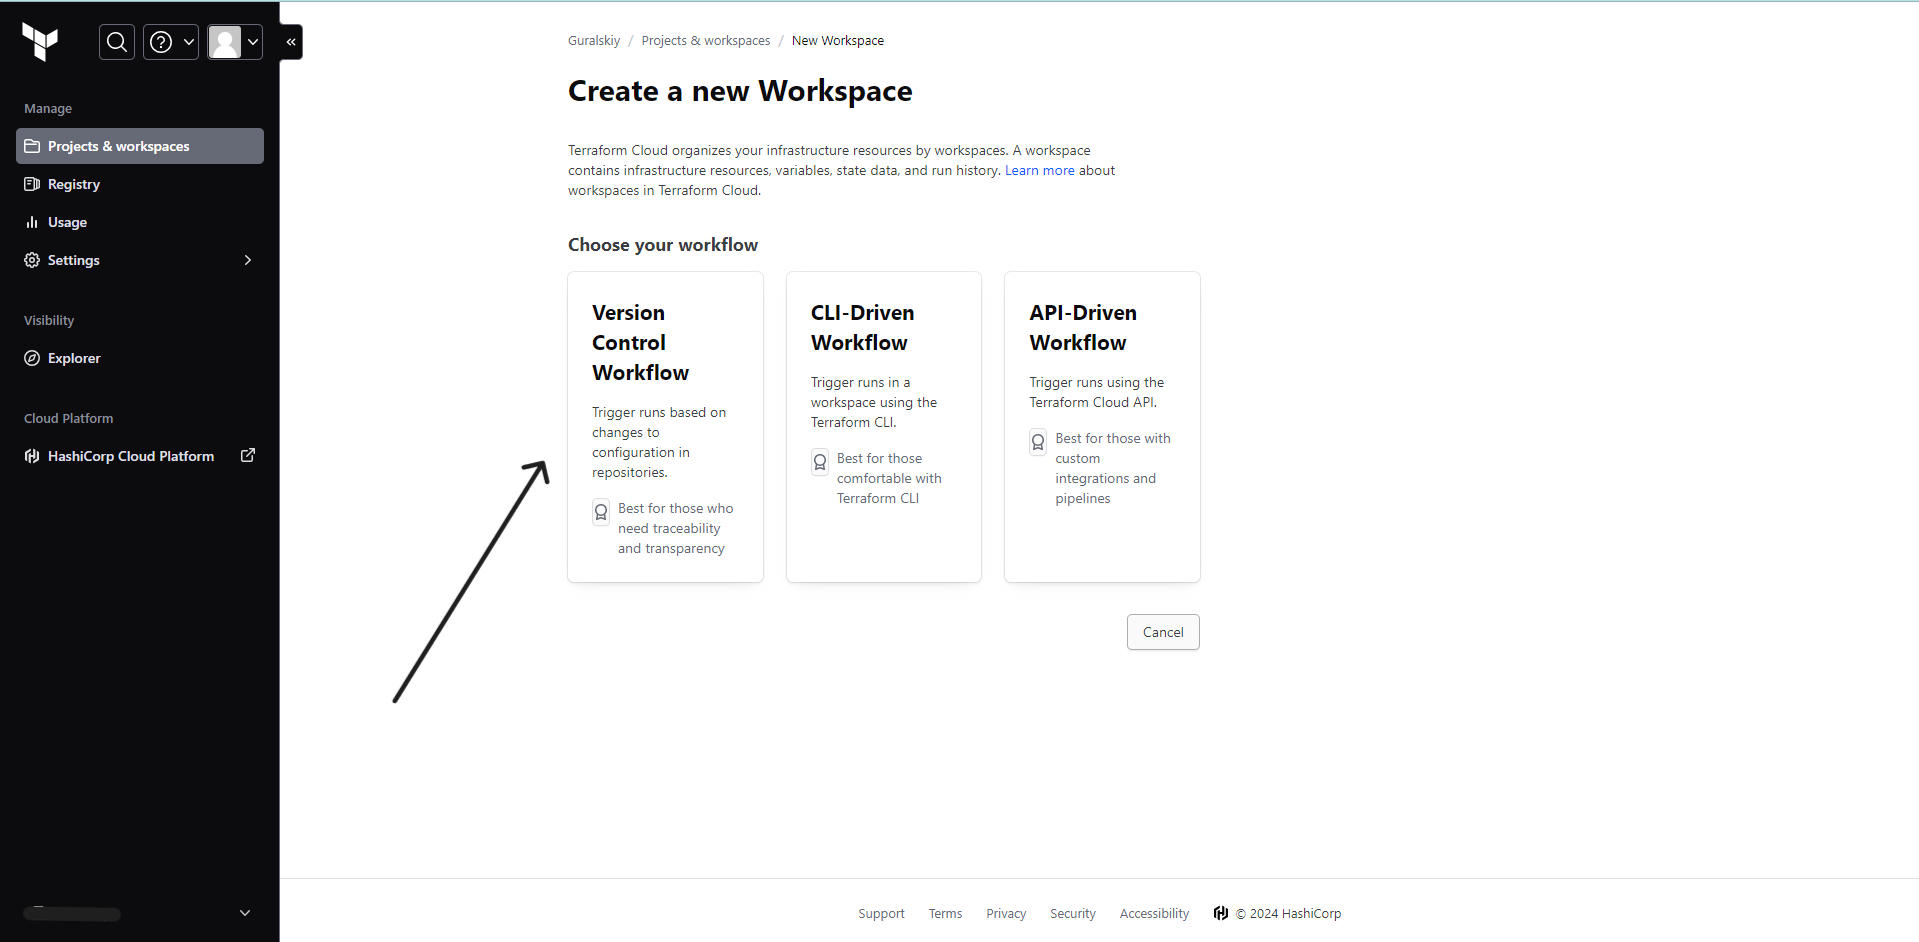 Manage
Projects & workspaces
Registry
Usage
Settings
Visibility
Explorer
Cloud Platform
HashiCorp Cloud Platform
Guralskiy / Projects & workspaces / New Workspace
Create a new Workspace
Terraform Cloud organizes your infrastructure resources by workspaces. A workspace
contains infrastructure resources, variables, state data, and run history. Learn more about
workspaces in Terraform Cloud.
Choose your workflow
Version
Control
Workflow
Trigger runs based on
changes to
configuration in
repositories.
Best for those who
need traceability
and transparency
CLI-Driven
Workflow
Trigger runs in a
workspace using the
Terraform CLI.
Best for those
comfortable with
Terraform CLI
API-Driven
Workflow
Trigger runs using the
Terraform Cloud API.
Best for those with
custom
integrations and
pipelines
Cancel
Support Terms Privacy Security Accessibility © 2024 HashiCorp